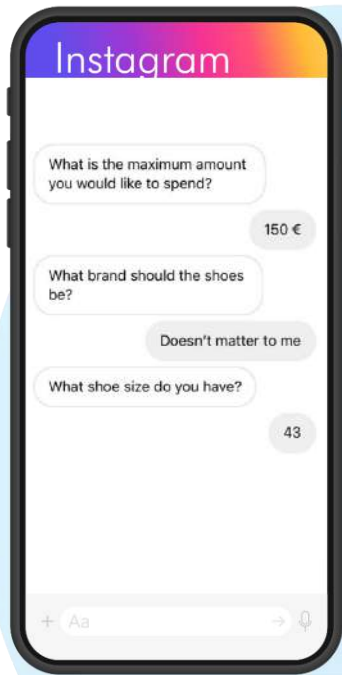 Instagram
What is the maximum amount
you would like to spend?
150 €
What brand should the shoes
be?
Doesn't matter to me
What shoe size do you have?
43
+ Aa